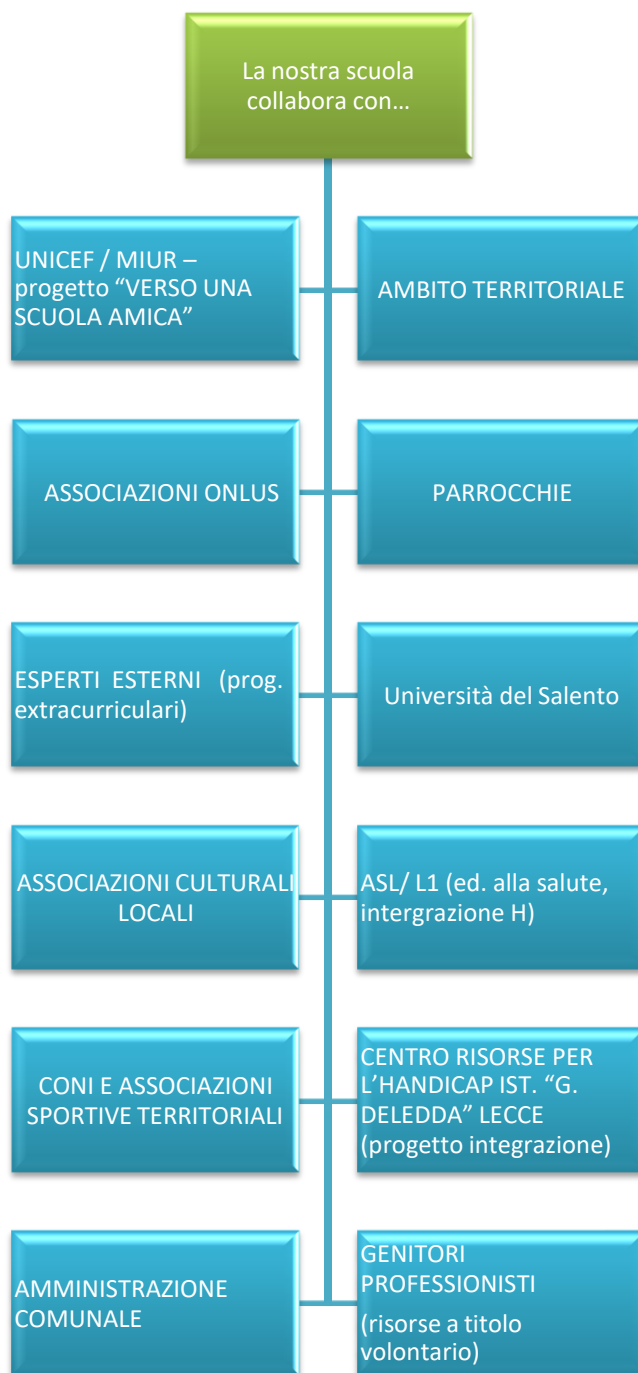 La nostra scuola
collabora con…
UNICEF / MIUR –
progetto “VERSO UNA
SCUOLA AMICA”
AMBITO TERRITORIALE
ASSOCIAZIONI ONLUS
PARROCCHIE
ESPERTI ESTERNI (prog.
extracurriculari)
Università del Salento
ASSOCIAZIONI CULTURALI
LOCALI
ASL/ L1 (ed. alla salute,
intergrazione H)
CONI E ASSOCIAZIONI
SPORTIVE TERRITORIALI
CENTRO RISORSE PER
L’HANDICAP IST. “G.
DELEDDA” LECCE
(progetto integrazione)
AMMINISTRAZIONE
COMUNALE
GENITORI
PROFESSIONISTI
(risorse a titolo
volontario)